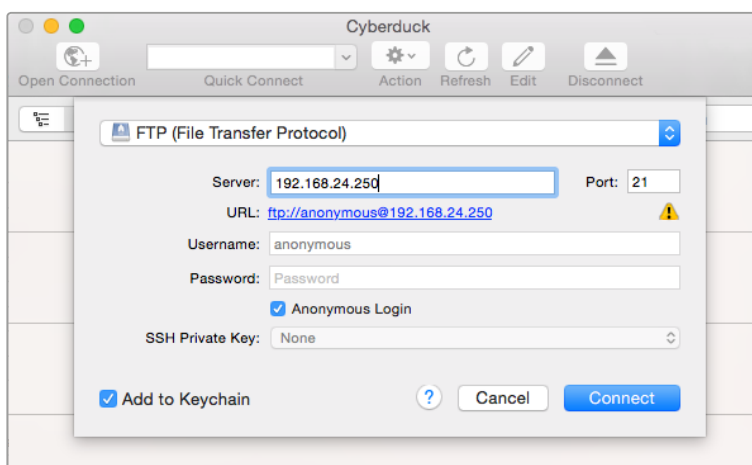 Cyberduck
Open Connection Quick Connect Action Refresh Edit Disconnect
FTP (File Transfer Protocol)
Server: 192.168.24.250 Port: 21
URL: ftp://anonymous@192.168.24.250
Username: anonymous
Password: Password
Anonymous Login
SSH Private Key: None
Add to Keychain ? Cancel Connect